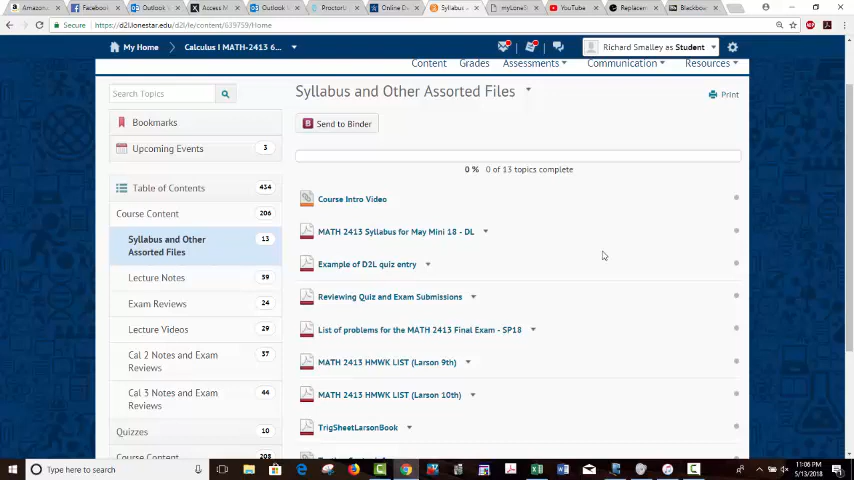 Amazon
Facebook
Outlook
Access M
Outlook
Proctor
Online E
Syllabus
myLoneS
YouTube
Replacem
Blackboa
Secure
https://d2l.lonestar.edu/d2l/le/content/639759/Home
My Home
Calculus I MATH-2413 6...
Richard Smalley as Student
Content Grades Assessments Communication Resources
Search Topics
Syllabus and Other Assorted Files
Print
Bookmarks
Send to Binder
Upcoming Events 3
0 % 0 of 13 topics complete
Table of Contents 434
Course Content 206
Syllabus and Other
Assorted Files
13
Lecture Notes 59
Exam Reviews 24
Lecture Videos 29
Cal 2 Notes and Exam
Reviews
37
Cal 3 Notes and Exam
Reviews
44
Quizzes 10
Course Content 208
Course Intro Video
MATH 2413 Syllabus for May Mini 18 - DL
Example of D2L quiz entry
Reviewing Quiz and Exam Submissions
List of problems for the MATH 2413 Final Exam - SP18
MATH 2413 HMWK LIST (Larson 9th)
MATH 2413 HMWK LIST (Larson 10th)
TrigSheetLarsonBook
Type here to search
11:06 PM
5/13/2018